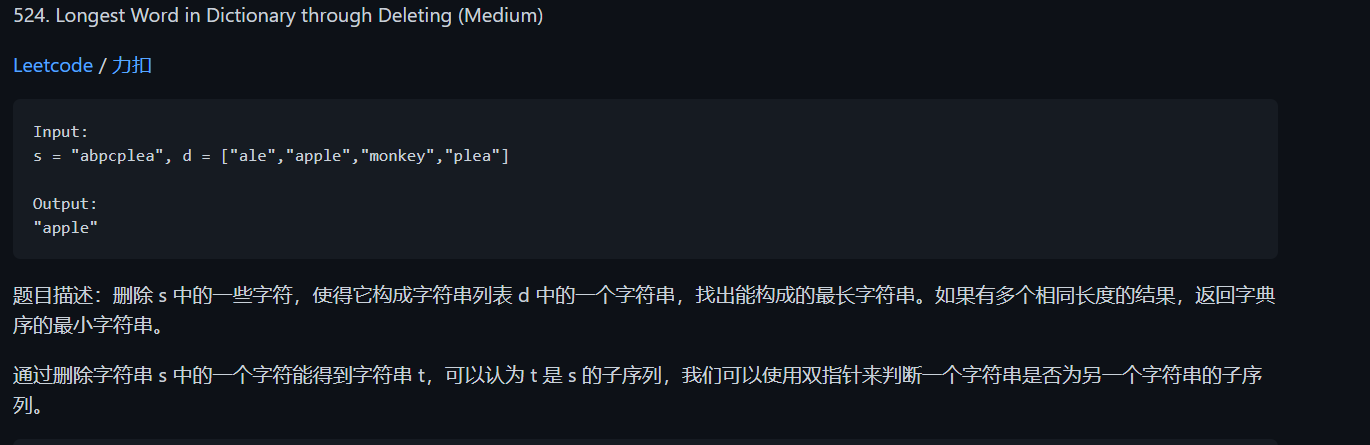 524. Longest Word in Dictionary through Deleting (Medium)
Leetcode / 力扣
Input:
s = "abpcplea", d = ["ale","apple","monkey","plea"]
Output:
"apple"
题目描述：删除 s 中的一些字符，使得它构成字符串列表 d 中的一个字符串，找出能构成的最长字符串。如果有多个相同长度的结果，返回字典
序的最小字符串。
通过删除字符串 s 中的一个字符能得到字符串 t，可以认为 t 是 s 的子序列，我们可以使用双指针来判断一个字符串是否为另一个字符串的子序
列。